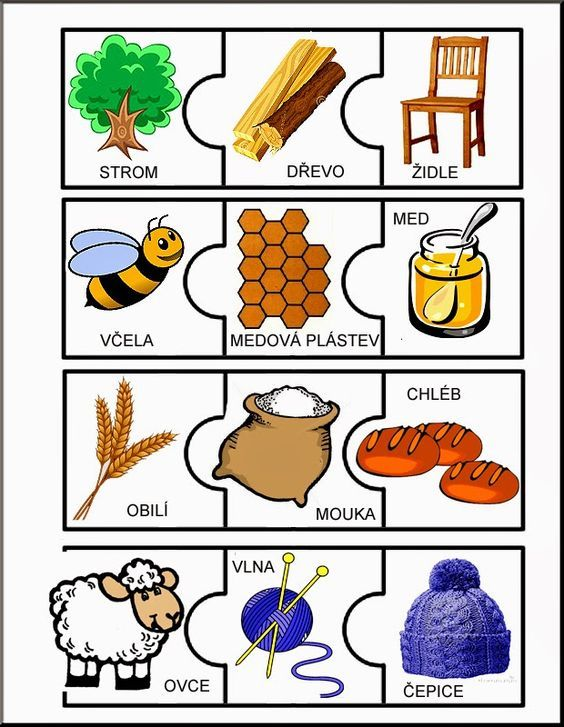 STROM
DŘEVO
ŽIDLE
VČELA
MEDOVÁ PLÁSTEV
MED
OBILÍ
MOUKA
CHLÉB
OVCE
VLNA
ČEPICE